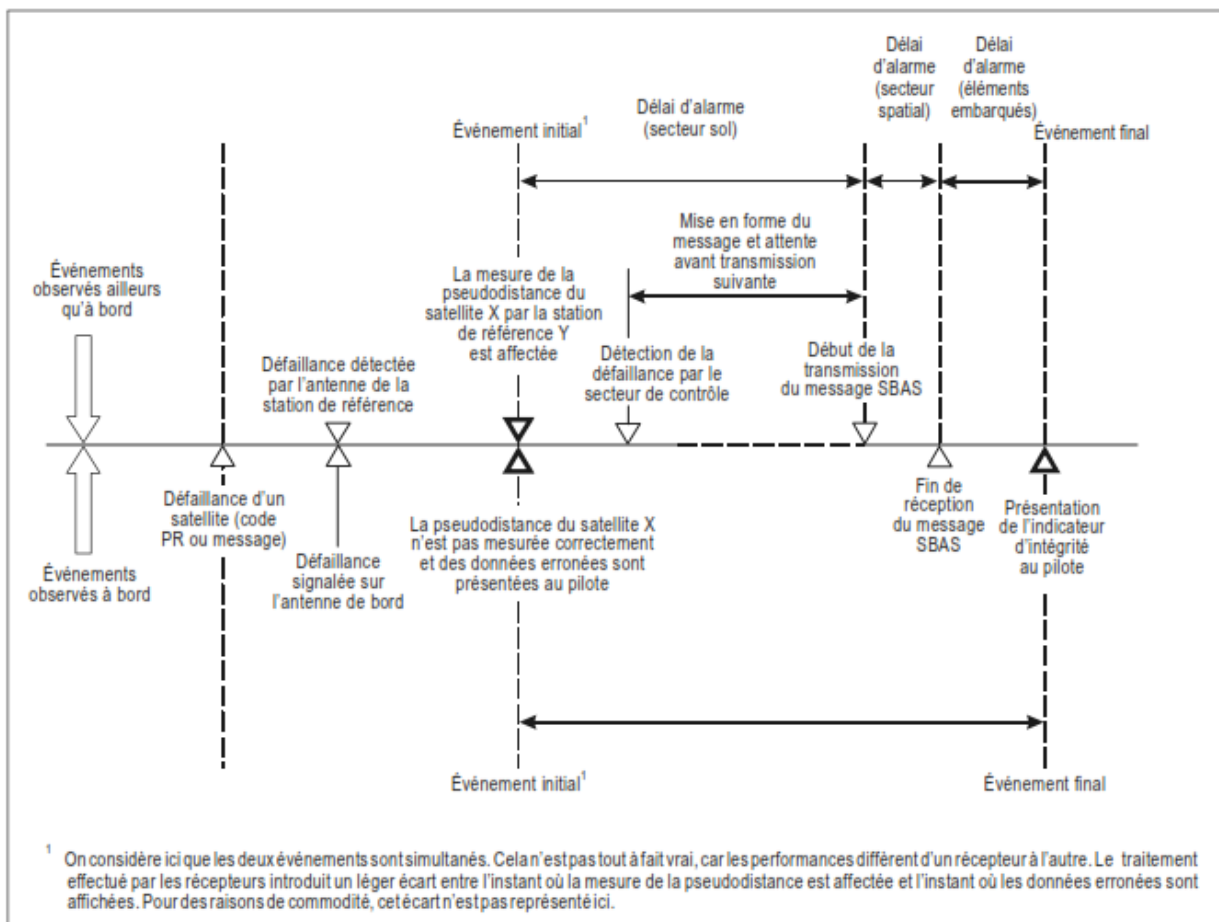 Délai
d'alarme
(secteur
spatial)
Délai
d'alarme
(éléments
embarqués)
Délai d'alarme
(secteur sol)
Événement initial1
Événement final
Mise en forme du
message et attente
avant transmission
suivante
Événements
observés ailleurs
qu'à bord
La mesure de la
pseudodistance du
satellite X par la station
de référence Y
est affectée
Défaillance détectée
par l'antenne de la
station de référence
Détection de la
défaillance par le
secteur de contrôle
Début de la
transmission
du message SBAS
Défaillance d'un
satellite (code
PR ou message)
Défaillance
signalée sur
l'antenne de bord
La pseudodistance du satellite X
n'est pas mesurée correctement
et des données erronées sont
présentées au pilote
Fin de
réception
du message
SBAS
Présentation
de l'indicateur
d'intégrité
au pilote
Événements
observés à bord
Événement initial1
Événement final
1 On considère ici que les deux événements sont simultanés. Cela n'est pas tout à fait vrai, car les performances diffèrent d'un récepteur à l'autre. Le traitement
effectué par les récepteurs introduit un léger écart entre l'instant où la mesure de la pseudodistance est affectée et l'instant où les données erronées sont
affichées. Pour des raisons de commodité, cet écart n'est pas représenté ici.